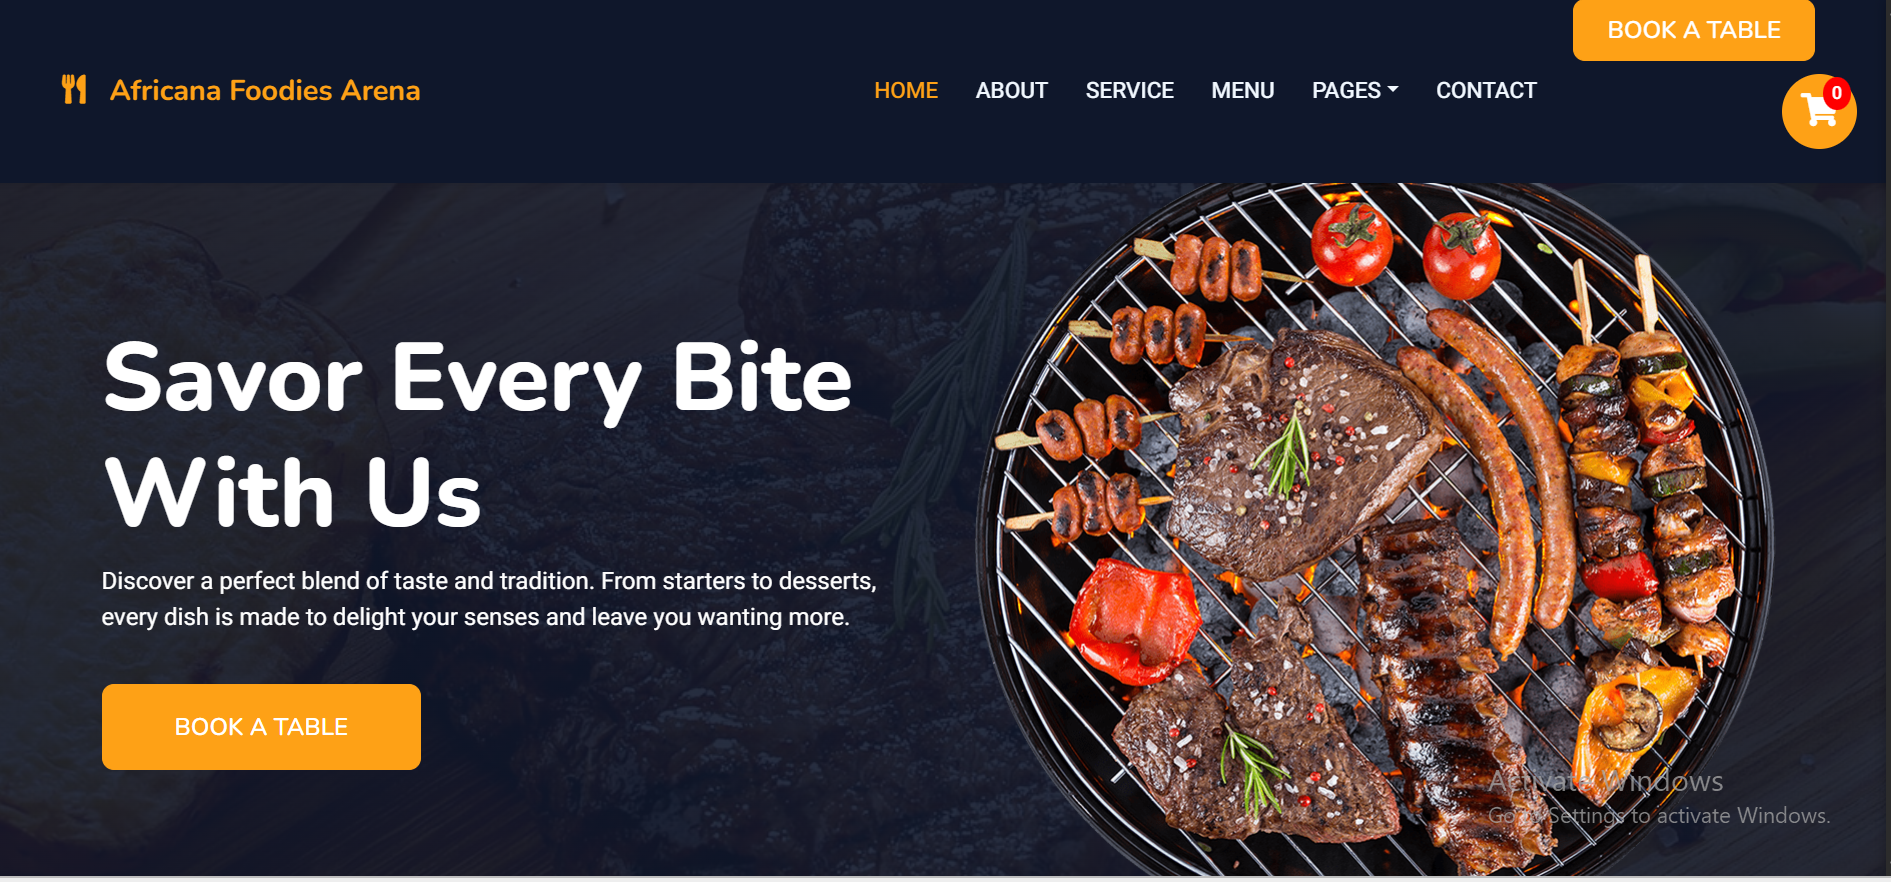 BOOK A TABLE
Africana Foodies Arena
HOME ABOUT SERVICE MENU PAGES CONTACT
0
Savor Every Bite
With Us
Discover a perfect blend of taste and tradition. From starters to desserts,
every dish is made to delight your senses and leave you wanting more.
BOOK A TABLE
Activate Windows
Go to Settings to activate Windows.